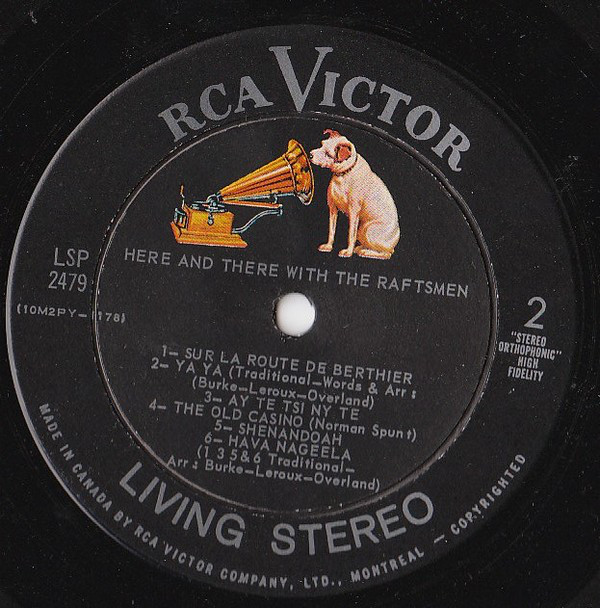 RCA VICTOR
HERE AND THERE WITH THE RAFTSMEN
LSP
2479
(10M2PY-1178)
2
"STEREO
ORTHOPHONIC"
HIGH
FIDELITY
1- SUR LA ROUTE DE BERTHIER
2- YA YA (Traditional-Words & Arr:
(Burke-Leroux-Overland)
3- AY TE TSI NY TE
4- THE OLD CASINO (Norman Spunt)
5- SHENANDOAH
6- HAVA NAGEELA
(1 3 5 & 6 Traditional-
Arr: Burke-Leroux-Overland)
LIVING STEREO
MADE IN CANADA BY RCA VICTOR COMPANY, LTD., MONTREAL - COPYRIGHTED